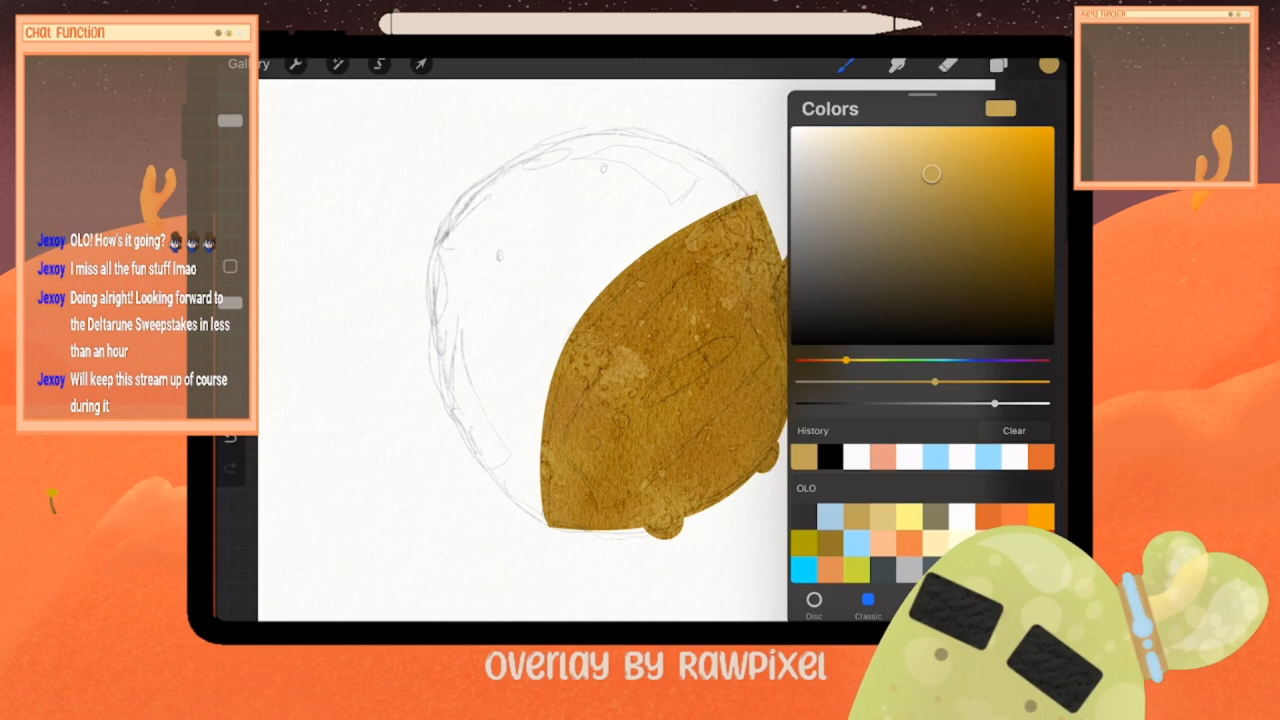 CHat FUNCtION
Alerts FUNCtION
Gallery
Colors
Jexoy OLO! How's it going?
Jexoy I miss all the fun stuff lmao
Jexoy Doing alright! Looking forward to
the Deltarune Sweepstakes in less
than an hour
Jexoy Will keep this stream up of course
during it
History
Clear
OLO
Disc
Classic
OVeRlay BY RaWPiXel